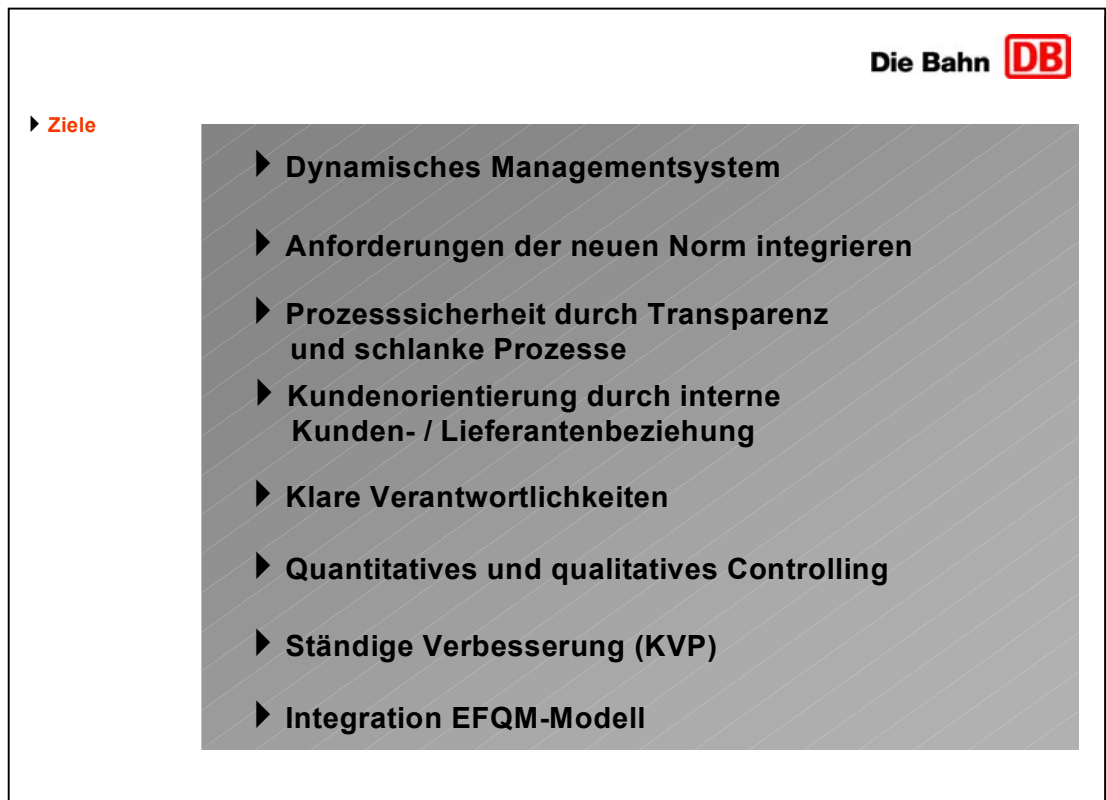 Die Bahn DB
Ziele
Dynamisches Managementsystem
Anforderungen der neuen Norm integrieren
Prozesssicherheit durch Transparenz
und schlanke Prozesse
Kundenorientierung durch interne
Kunden- / Lieferantenbeziehung
Klare Verantwortlichkeiten
Quantitatives und qualitatives Controlling
Ständige Verbesserung (KVP)
Integration EFQM-Modell